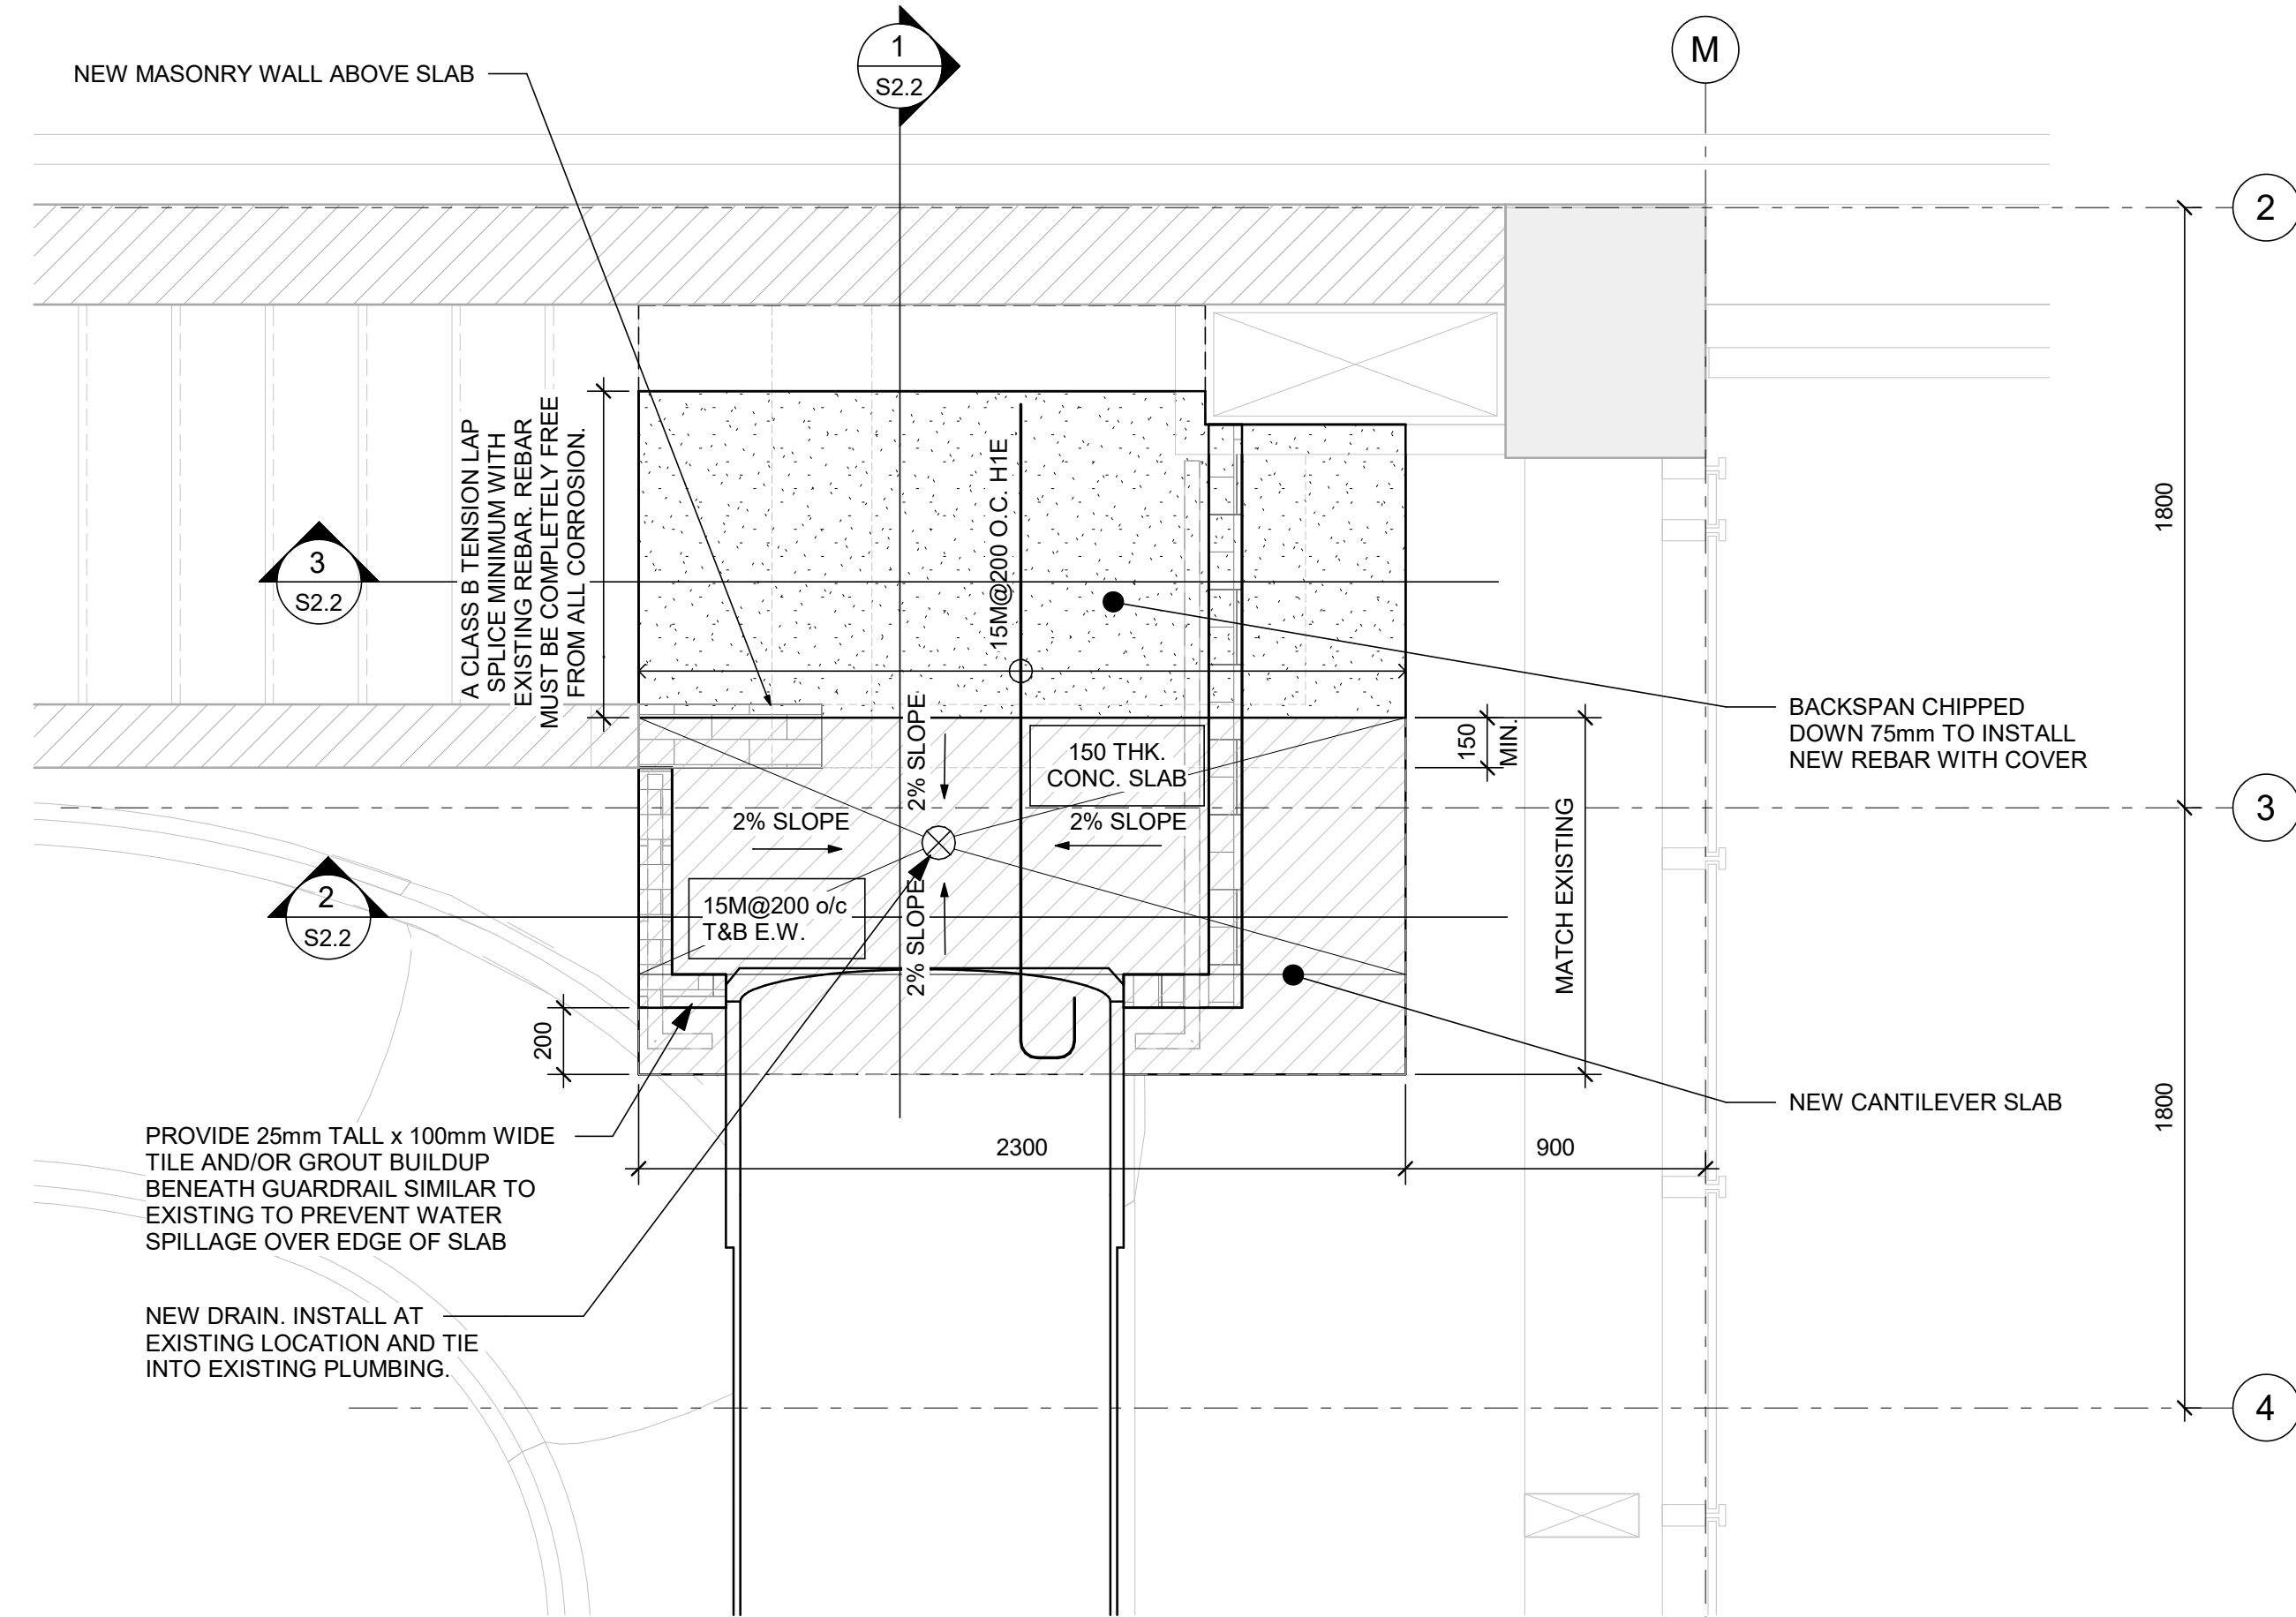 1
S2.2
M
NEW MASONRY WALL ABOVE SLAB
2
A CLASS B TENSION LAP
SPLICE MINIMUM WITH
EXISTING REBAR. REBAR
MUST BE COMPLETELY FREE
FROM ALL CORROSION.
15M@200 O.C. H1E
1800
3
S2.2
BACKSPAN CHIPPED
DOWN 75mm TO INSTALL
NEW REBAR WITH COVER
150
MIN.
150 THK.
CONC. SLAB
2% SLOPE
2% SLOPE
2% SLOPE
3
MATCH EXISTING
2
S2.2
15M@200 o/c
T&B E.W.
2% SLOPE
200
NEW CANTILEVER SLAB
1800
PROVIDE 25mm TALL x 100mm WIDE
TILE AND/OR GROUT BUILDUP
BENEATH GUARDRAIL SIMILAR TO
EXISTING TO PREVENT WATER
SPILLAGE OVER EDGE OF SLAB
2300
900
NEW DRAIN. INSTALL AT
EXISTING LOCATION AND TIE
INTO EXISTING PLUMBING.
4